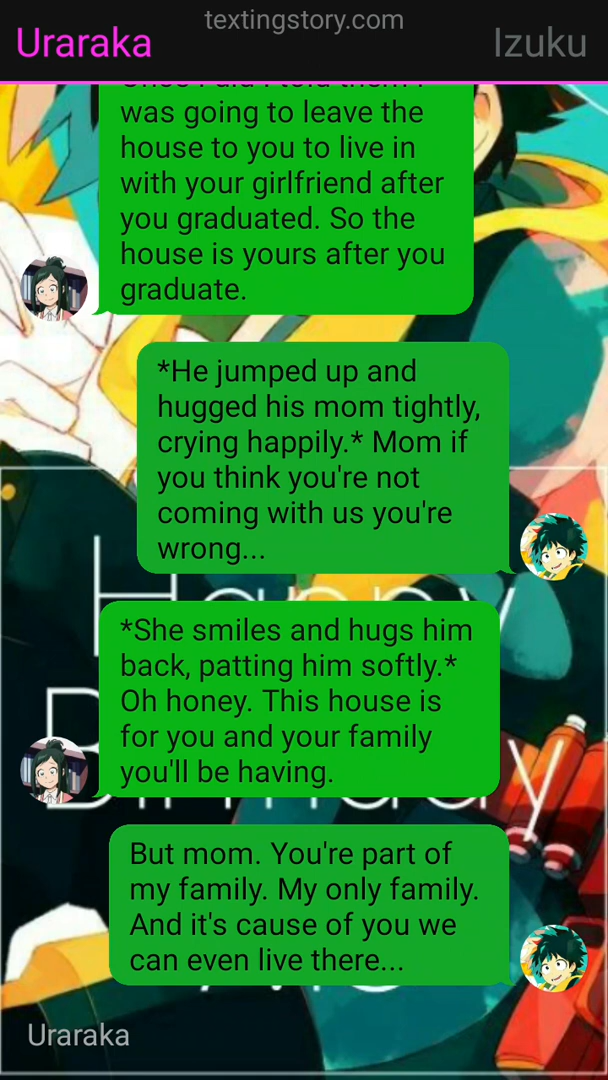 textingstory.com
Uraraka
Izuku
was going to leave the
house to you to live in
with your girlfriend after
you graduated. So the
house is yours after you
graduate.
*He jumped up and
hugged his mom tightly,
crying happily.* Mom if
you think you're not
coming with us you're
wrong...
Happy
*She smiles and hugs him
back, patting him softly.*
Oh honey. This house is
for you and your family
you'll be having.
Birthday
But mom. You're part of
my family. My only family.
And it's cause of you we
can even live there...
Uraraka